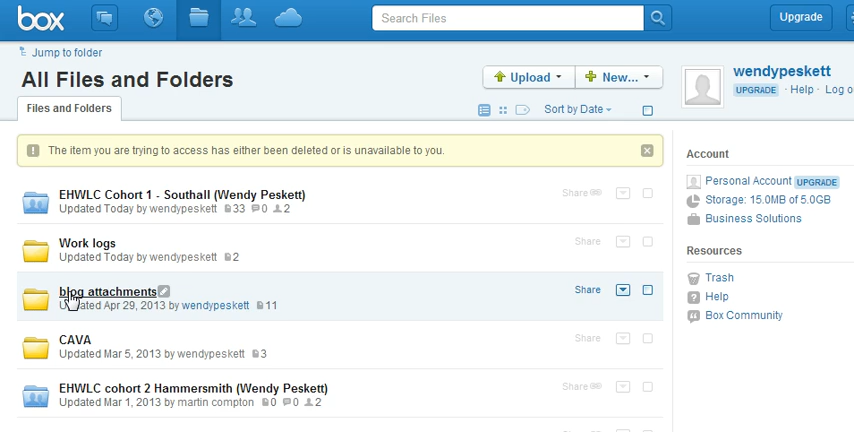 box
Search Files
Upgrade
Jump to folder
All Files and Folders
Upload
New...
wendypeskett
UPGRADE · Help · Log o
Files and Folders
Sort by Date
The item you are trying to access has either been deleted or is unavailable to you.
EHWLC Cohort 1 - Southall (Wendy Peskett)
Updated Today by wendypeskett 33 0 2
Share
Work logs
Updated Today by wendypeskett 2
Share
blog attachments
Updated Apr 29, 2013 by wendypeskett 11
Share
CAVA
Updated Mar 5, 2013 by wendypeskett 3
Share
EHWLC cohort 2 Hammersmith (Wendy Peskett)
Updated Mar 1, 2013 by martin compton 0 0 2
Share
Account
Personal Account UPGRADE
Storage: 15.0MB of 5.0GB
Business Solutions
Resources
Trash
Help
Box Community